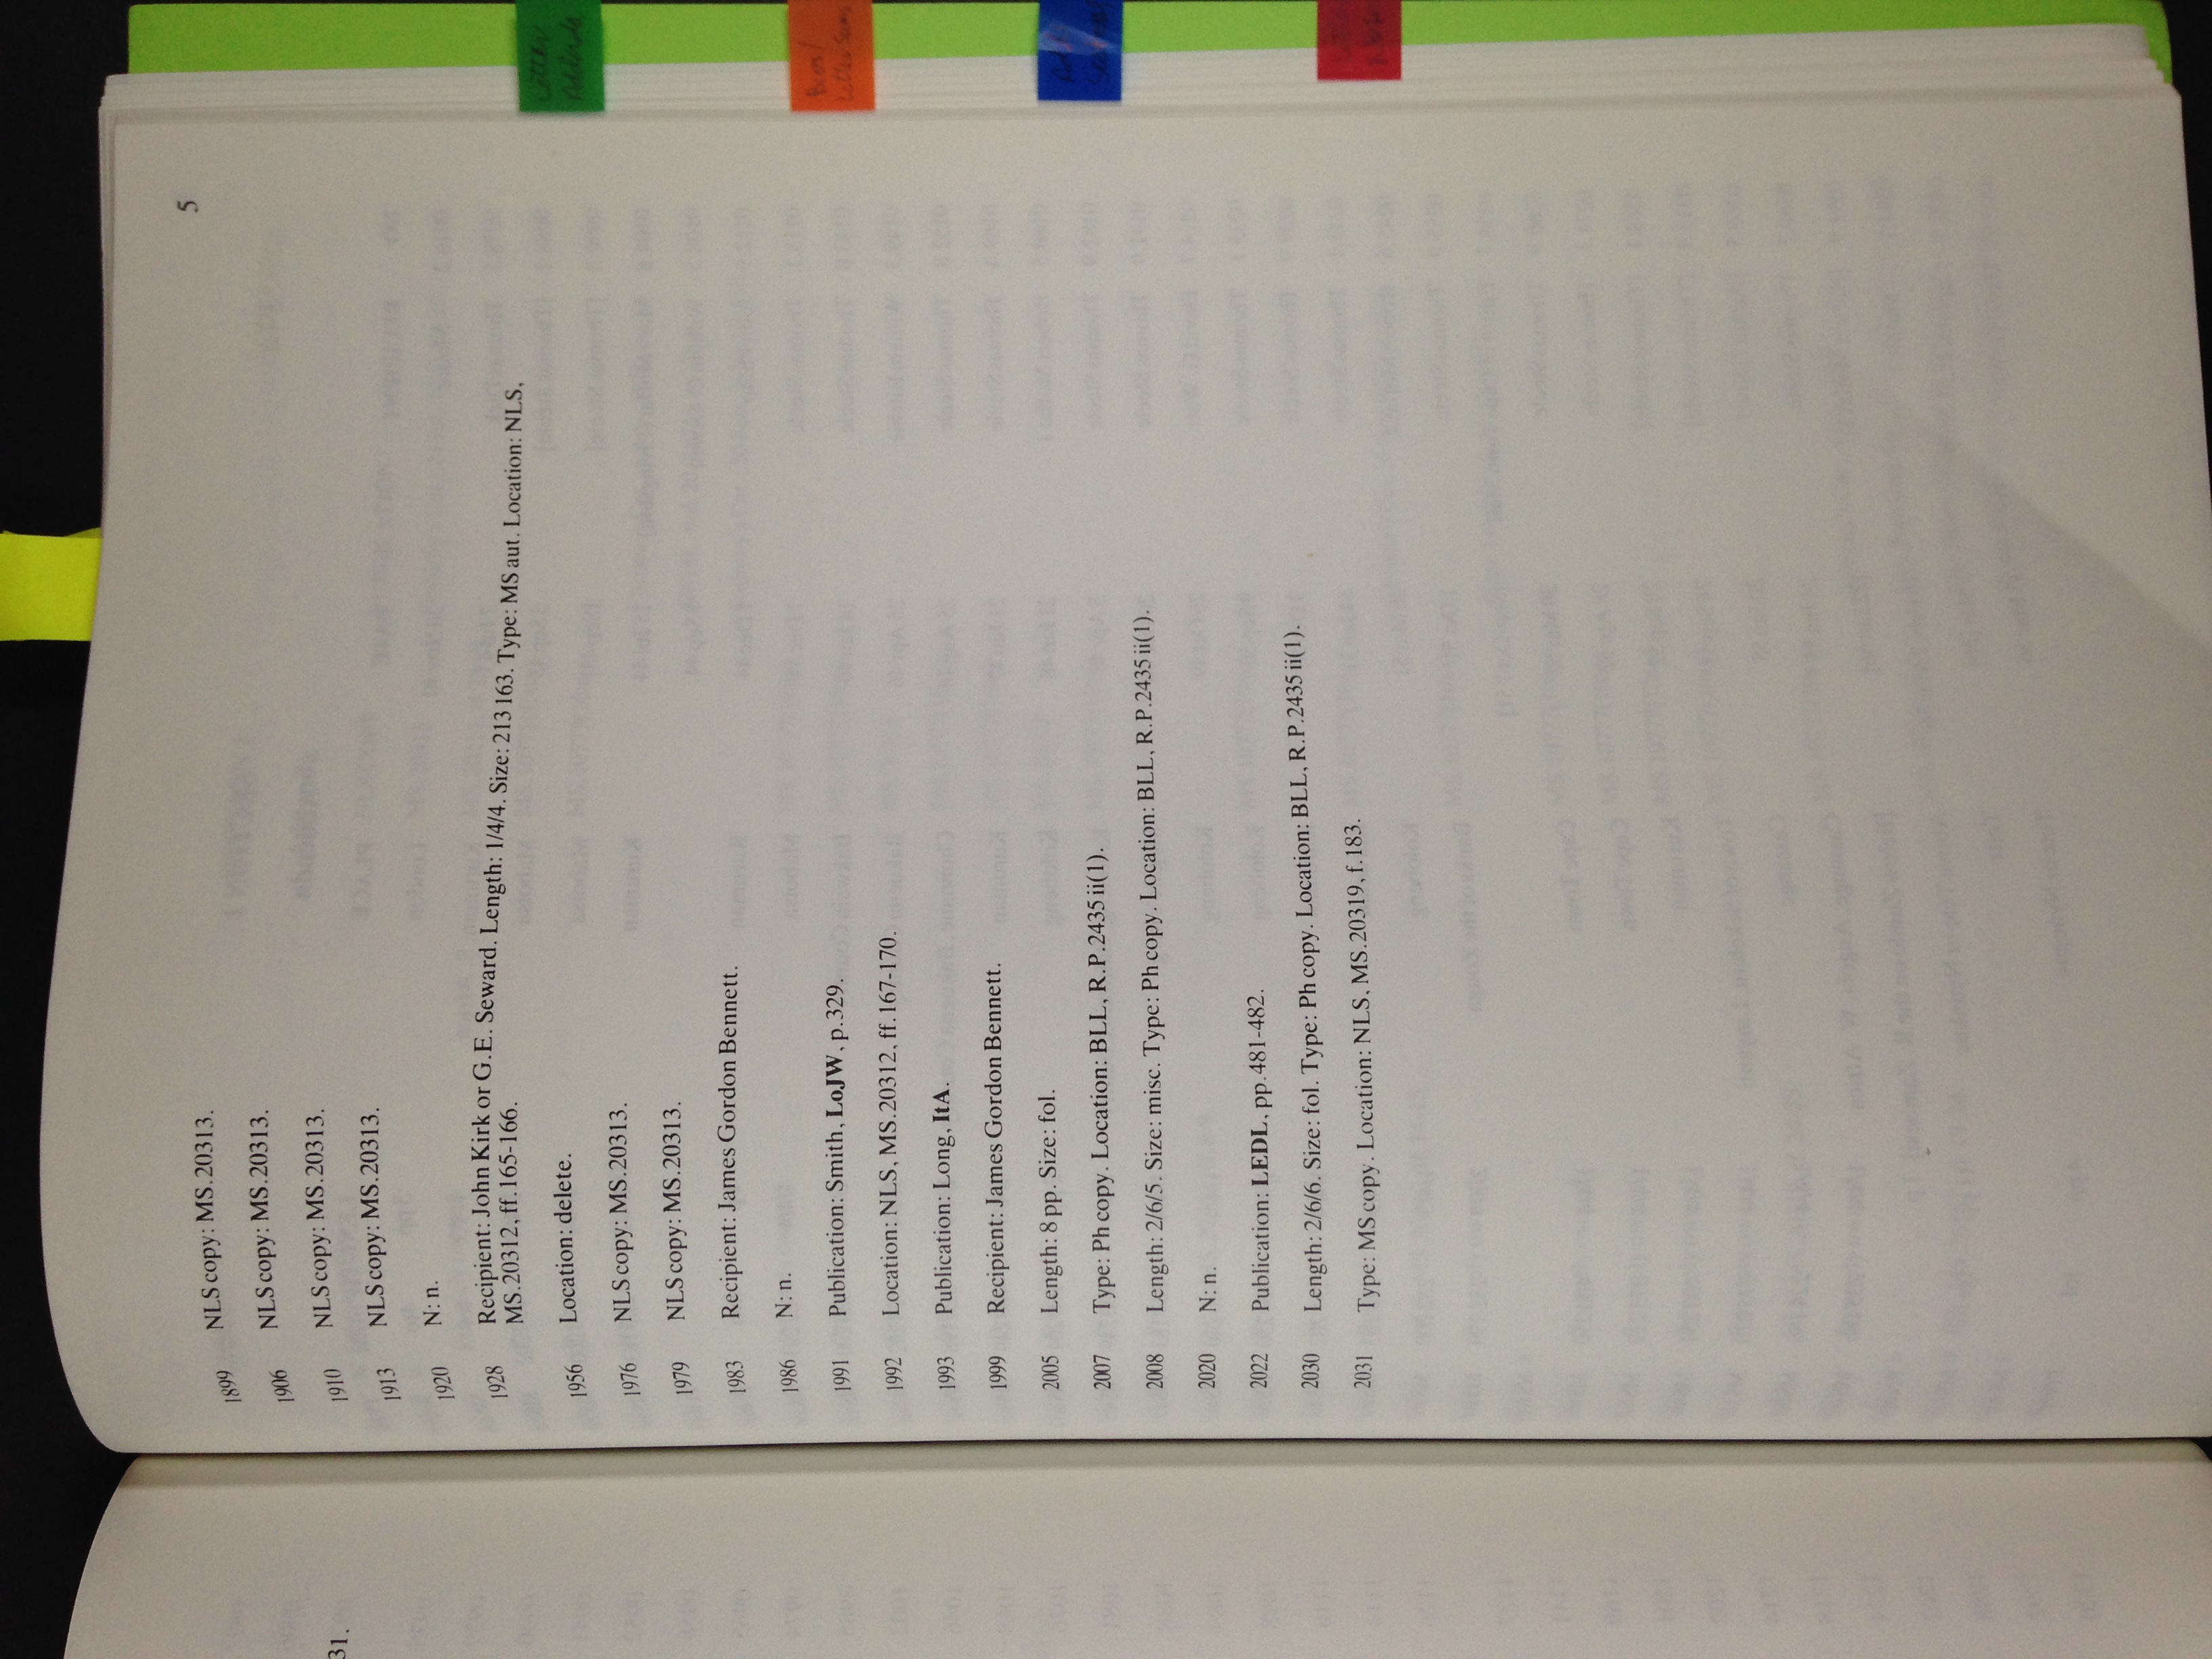 5
31.
1899 NLS copy: MS.20313.
1906 NLS copy: MS.20313.
1910 NLS copy: MS.20313.
1913 NLS copy: MS.20313.
1920 N: n.
1928 Recipient: John Kirk or G.E. Seward. Length: 1/4/4. Size: 213 163. Type: MS aut. Location: NLS,
MS.20312, ff.165-166.
1956 Location: delete.
1976 NLS copy: MS.20313.
1979 NLS copy: MS.20313.
1983 Recipient: James Gordon Bennett.
1986 N: n.
1991 Publication: Smith, LoJW, p.329.
1992 Location: NLS, MS.20312, ff.167-170.
1993 Publication: Long, ItA.
1999 Recipient: James Gordon Bennett.
2005 Length: 8 pp. Size: fol.
2007 Type: Ph copy. Location: BLL, R.P.2435 ii(1).
2008 Length: 2/6/5. Size: misc. Type: Ph copy. Location: BLL, R.P.2435 ii(1).
2020 N: n.
2022 Publication: LEDL, pp.481-482.
2030 Length: 2/6/6. Size: fol. Type: Ph copy. Location: BLL, R.P.2435 ii(1).
2031 Type: MS copy. Location: NLS, MS.20319, f.183.
Letter
Addenda
Bros/